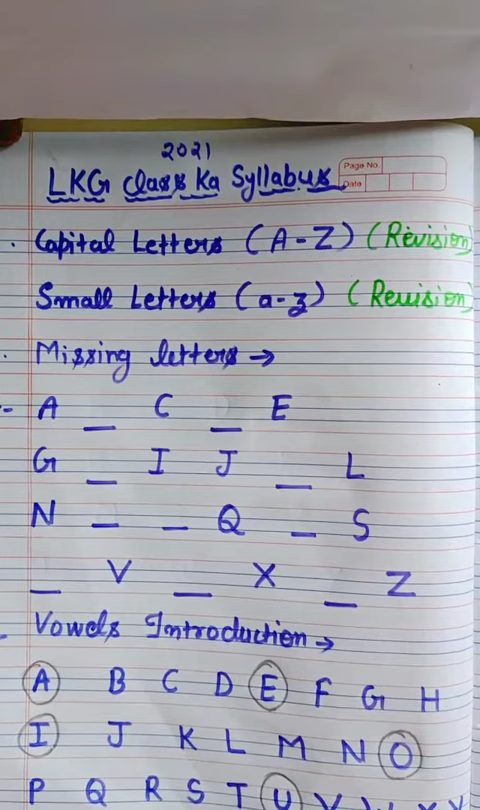 2021
LKG Class Ka Syllabus
Page No.
Date
. Capital Letters (A-Z) (Revision)
Small Letters (a-z) (Revision)
. Missing letters →
- A _ C _ E
G _ I J _ L
N _ _ Q _ S
_ V _ X _ Z
- Vowels Introduction →
A B C D E F G H
I J K L M N O
P Q R S T U V W X Y